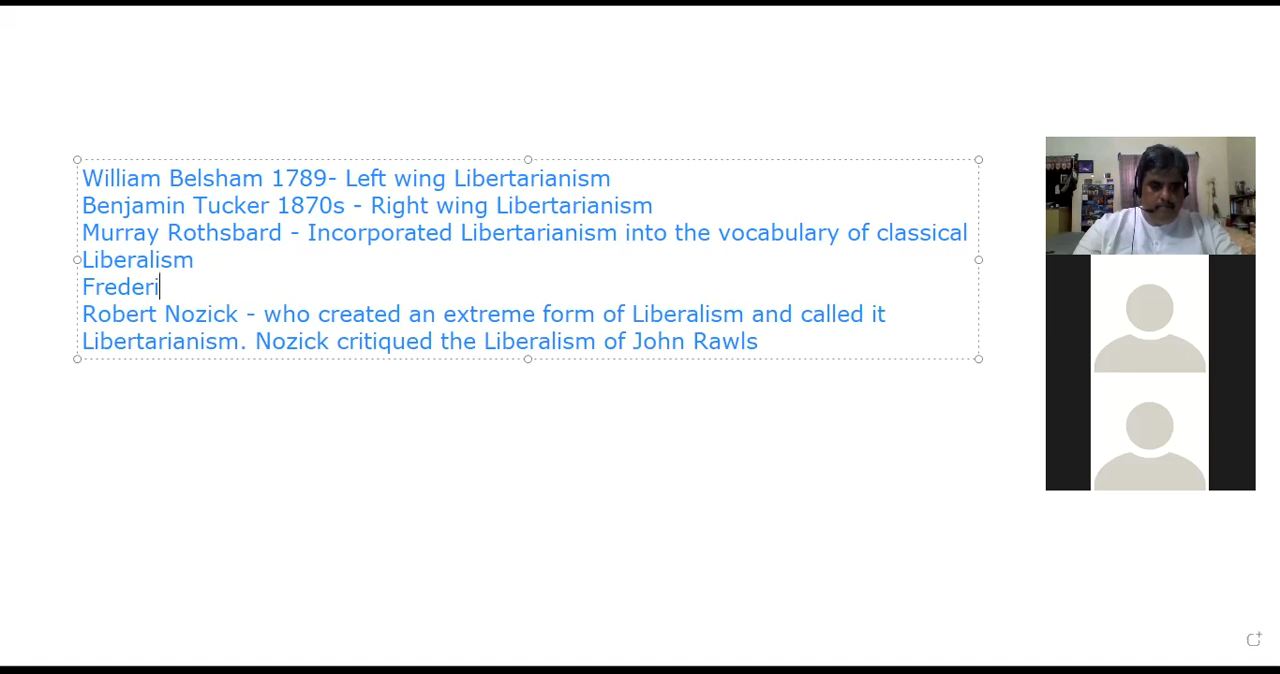 William Belsham 1789- Left wing Libertarianism
Benjamin Tucker 1870s - Right wing Libertarianism
Murray Rothsbard - Incorporated Libertarianism into the vocabulary of classical
Liberalism
Frederi
Robert Nozick - who created an extreme form of Liberalism and called it
Libertarianism. Nozick critiqued the Liberalism of John Rawls